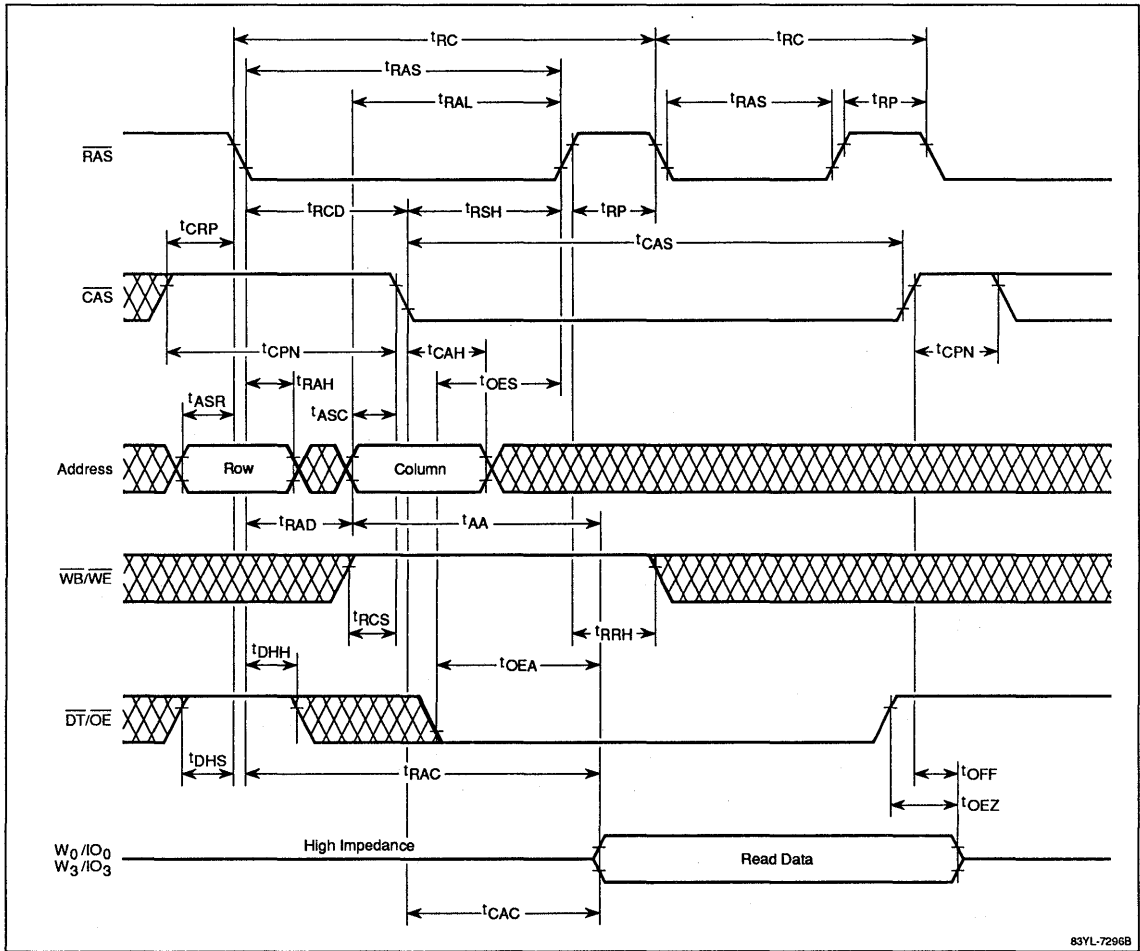 tRC tRC
tRAS
tRAL tRAS tRP
RAS
tRCD tRSH tRP
tCRP tCAS
CAS
tCPN tCAH tCPN
tRAH tOES
tASR tASC
Address Row Column
tRAD tAA
WB/WE
tRCS tRRH
tDHH tOEA
DT/OE
tDHS tRAC tOFF
tOEZ
W0/IO0 High Impedance
W3/IO3 Read Data
tCAC
83YL-7296B